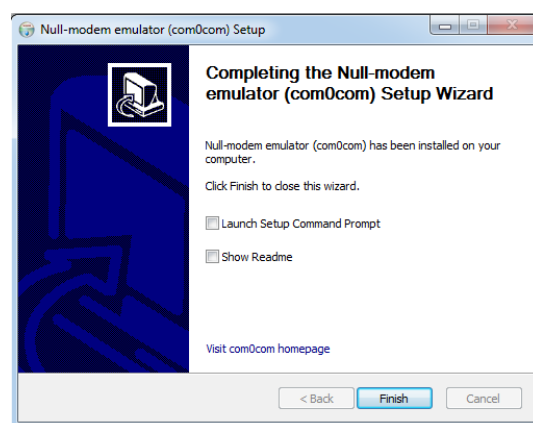 Null-modem emulator (com0com) Setup
Completing the Null-modem
emulator (com0com) Setup Wizard
Null-modem emulator (com0com) has been installed on your
computer.
Click Finish to close this wizard.
Launch Setup Command Prompt
Show Readme
Visit com0com homepage
< Back Finish Cancel